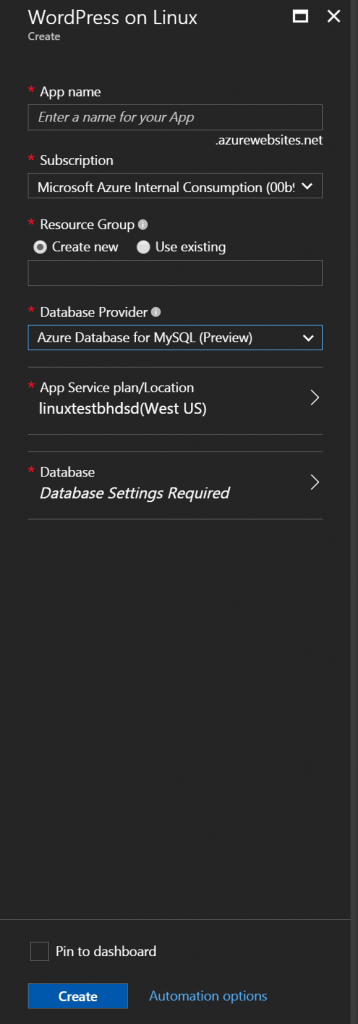 WordPress on Linux
Create
* App name
Enter a name for your App
.azurewebsites.net
* Subscription
Microsoft Azure Internal Consumption (00b
* Resource Group
Create new Use existing
* Database Provider
Azure Database for MySQL (Preview)
* App Service plan/Location
linuxtestbhdsd(West US)
* Database
Database Settings Required
Pin to dashboard
Create Automation options